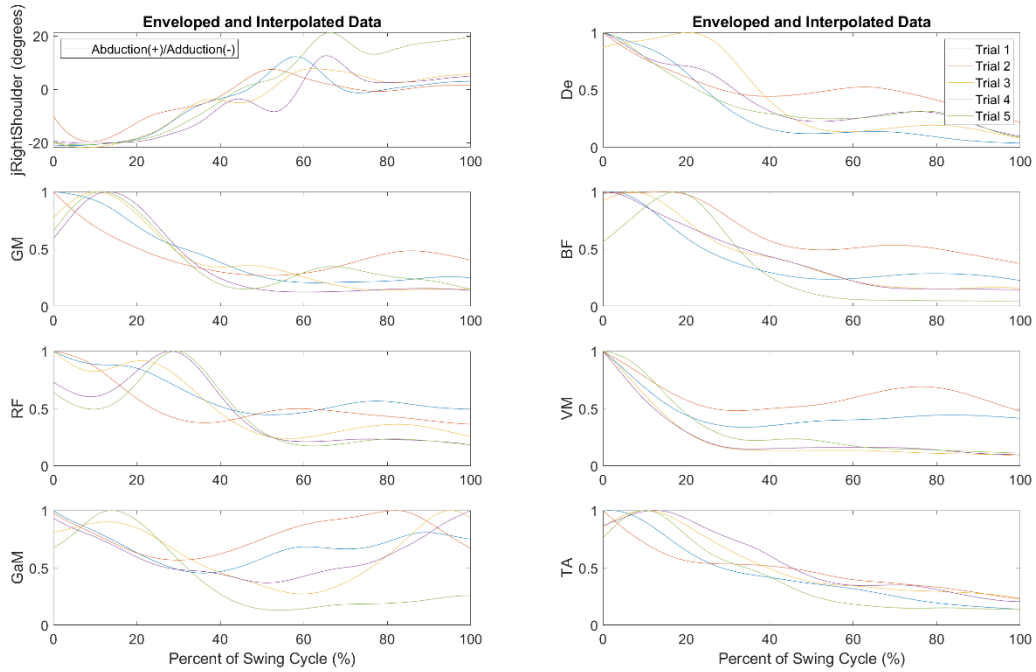 Enveloped and Interpolated Data
jRightShoulder (degrees)
20
0
-20
Abduction(+)/Adduction(-)
0 20 40 60 80 100
Enveloped and Interpolated Data
De
1
0.5
0
Trial 1
Trial 2
Trial 3
Trial 4
Trial 5
0 20 40 60 80 100
GM
1
0.5
0
0 20 40 60 80 100
BF
1
0.5
0
0 20 40 60 80 100
RF
1
0.5
0
0 20 40 60 80 100
VM
1
0.5
0
0 20 40 60 80 100
GaM
1
0.5
0
0 20 40 60 80 100
Percent of Swing Cycle (%)
TA
1
0.5
0
0 20 40 60 80 100
Percent of Swing Cycle (%)